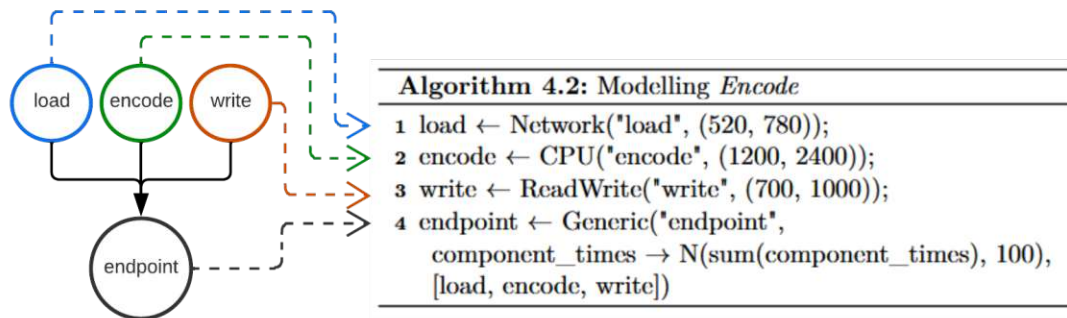 load
encode
write
endpoint
Algorithm 4.2: Modelling Encode
1 load ← Network("load", (520, 780));
2 encode ← CPU("encode", (1200, 2400));
3 write ← ReadWrite("write", (700, 1000));
4 endpoint ← Generic("endpoint",
component_times → N(sum(component_times), 100),
[load, encode, write])